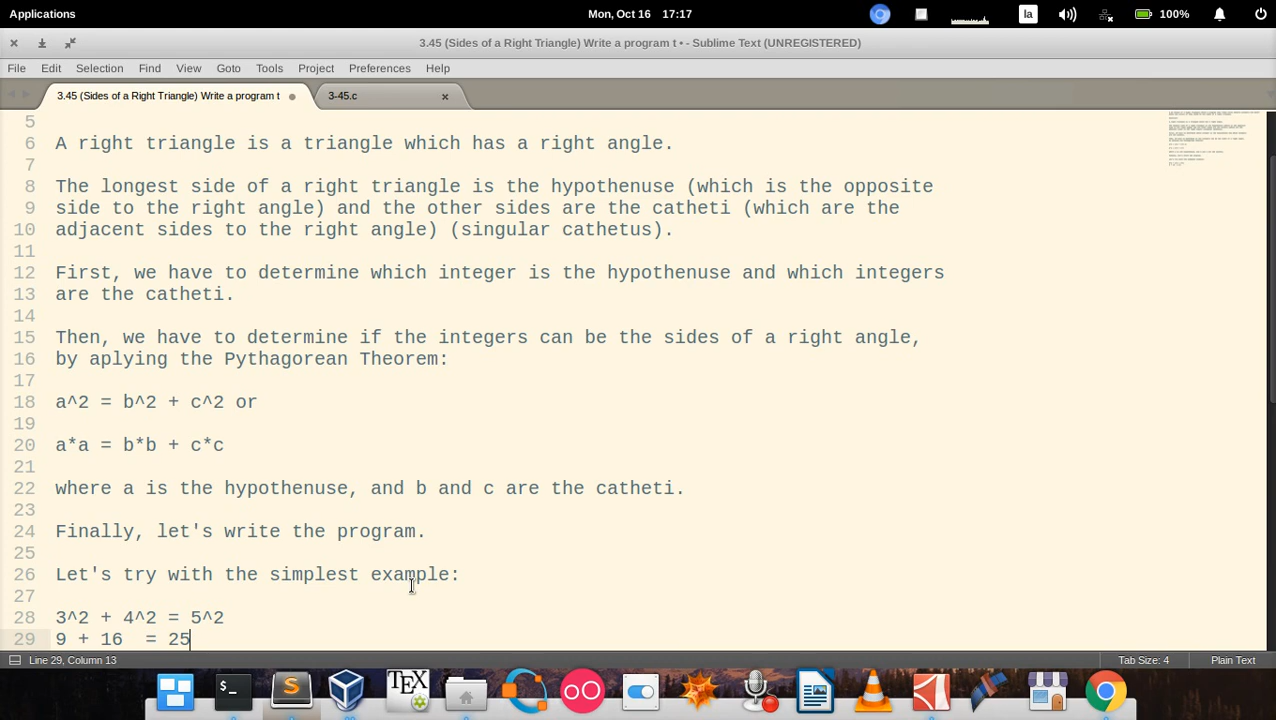 Applications
Mon, Oct 16 17:17
la
100%
3.45 (Sides of a Right Triangle) Write a program t • - Sublime Text (UNREGISTERED)
File Edit Selection Find View Goto Tools Project Preferences Help
3.45 (Sides of a Right Triangle) Write a program t
3-45.c
5
6 A right triangle is a triangle which has a right angle.
7
8 The longest side of a right triangle is the hypothenuse (which is the opposite
9 side to the right angle) and the other sides are the catheti (which are the
10 adjacent sides to the right angle) (singular cathetus).
11
12 First, we have to determine which integer is the hypothenuse and which integers
13 are the catheti.
14
15 Then, we have to determine if the integers can be the sides of a right angle,
16 by aplying the Pythagorean Theorem:
17
18 a^2 = b^2 + c^2 or
19
20 a*a = b*b + c*c
21
22 where a is the hypothenuse, and b and c are the catheti.
23
24 Finally, let's write the program.
25
26 Let's try with the simplest example:
27
28 3^2 + 4^2 = 5^2
29 9 + 16  = 25
Line 29, Column 13
Tab Size: 4
Plain Text
TEX